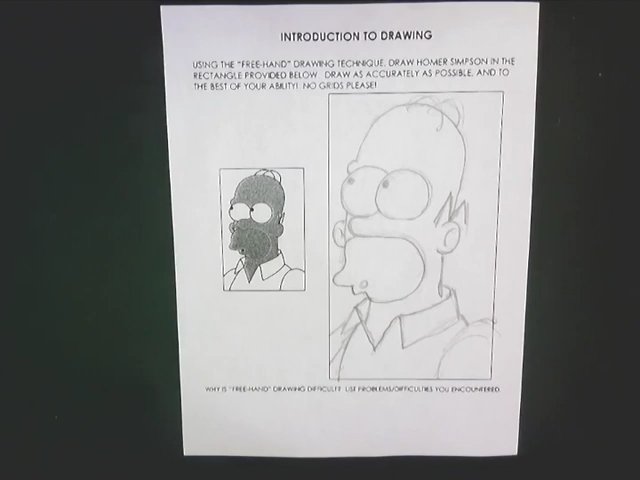 INTRODUCTION TO DRAWING
USING THE "FREE-HAND" DRAWING TECHNIQUE, DRAW HOMER SIMPSON IN THE
RECTANGLE PROVIDED BELOW. DRAW AS ACCURATELY AS POSSIBLE, AND TO
THE BEST OF YOUR ABILITY! NO GRIDS PLEASE!
WHY IS "FREE-HAND" DRAWING DIFFICULT? LIST PROBLEMS/DIFFICULTIES YOU ENCOUNTERED.